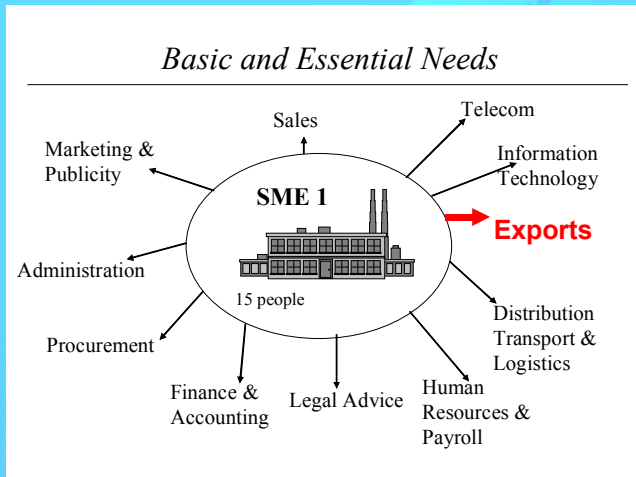 Basic and Essential Needs
Sales
Telecom
Marketing &
Publicity
Information
Technology
SME 1
Exports
Administration
15 people
Distribution
Transport &
Logistics
Procurement
Finance &
Accounting
Legal Advice
Human
Resources &
Payroll